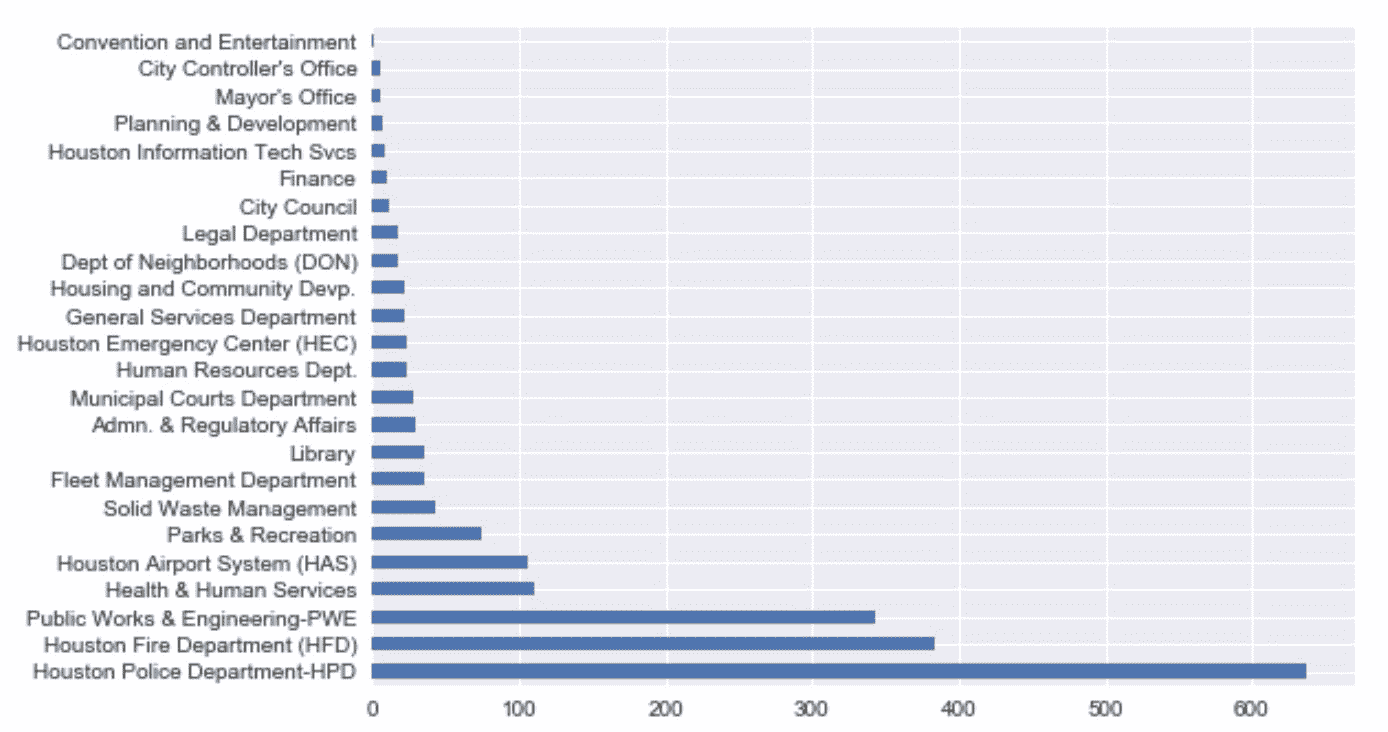 Convention and Entertainment
City Controller's Office
Mayor's Office
Planning & Development
Houston Information Tech Svcs
Finance
City Council
Legal Department
Dept of Neighborhoods (DON)
Housing and Community Devp.
General Services Department
Houston Emergency Center (HEC)
Human Resources Dept.
Municipal Courts Department
Admn. & Regulatory Affairs
Library
Fleet Management Department
Solid Waste Management
Parks & Recreation
Houston Airport System (HAS)
Health & Human Services
Public Works & Engineering-PWE
Houston Fire Department (HFD)
Houston Police Department-HPD
0 100 200 300 400 500 600